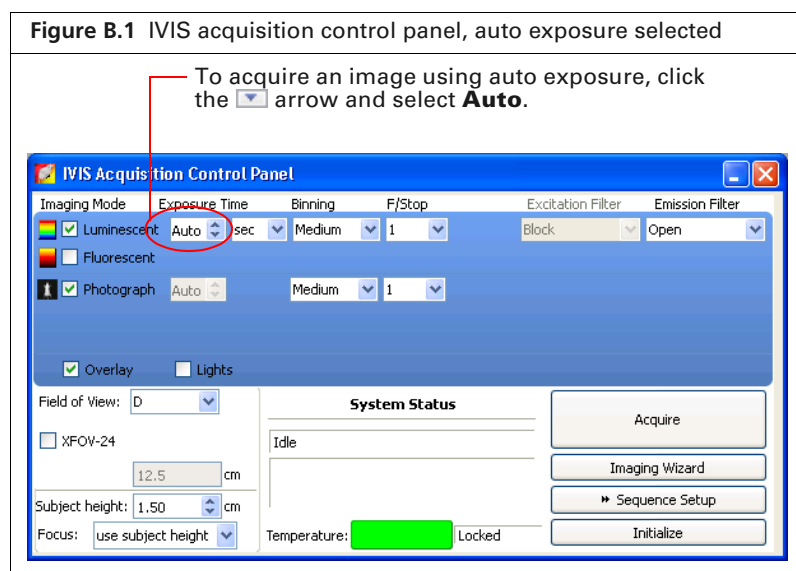 Figure B.1 IVIS acquisition control panel, auto exposure selected
To acquire an image using auto exposure, click
the arrow and select Auto.
IVIS Acquisition Control Panel
Imaging Mode Exposure Time Binning F/Stop Excitation Filter Emission Filter
Luminescent Auto sec Medium 1 Block Open
Fluorescent
Photograph Auto Medium 1
Overlay Lights
Field of View: D
XFOV-24
12.5 cm
Subject height: 1.50 cm
Focus: use subject height
System Status
Idle
Temperature: Locked
Acquire
Imaging Wizard
Sequence Setup
Initialize